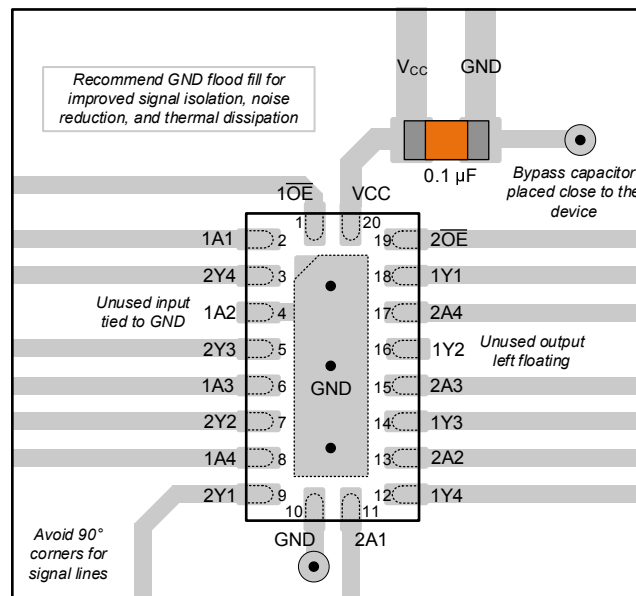 Recommend GND flood fill for
improved signal isolation, noise
reduction, and thermal dissipation
VCC GND
0.1 µF
Bypass capacitor
placed close to the
device
1O̅E̅ VCC
1 20
1A1 2 19 2O̅E̅
2Y4 3 18 1Y1
Unused input
tied to GND
1A2 4 17 2A4
2Y3 5 16 1Y2
Unused output
left floating
GND
1A3 6 15 2A3
2Y2 7 14 1Y3
1A4 8 13 2A2
2Y1 9 12 1Y4
10 11
GND 2A1
Avoid 90°
corners for
signal lines